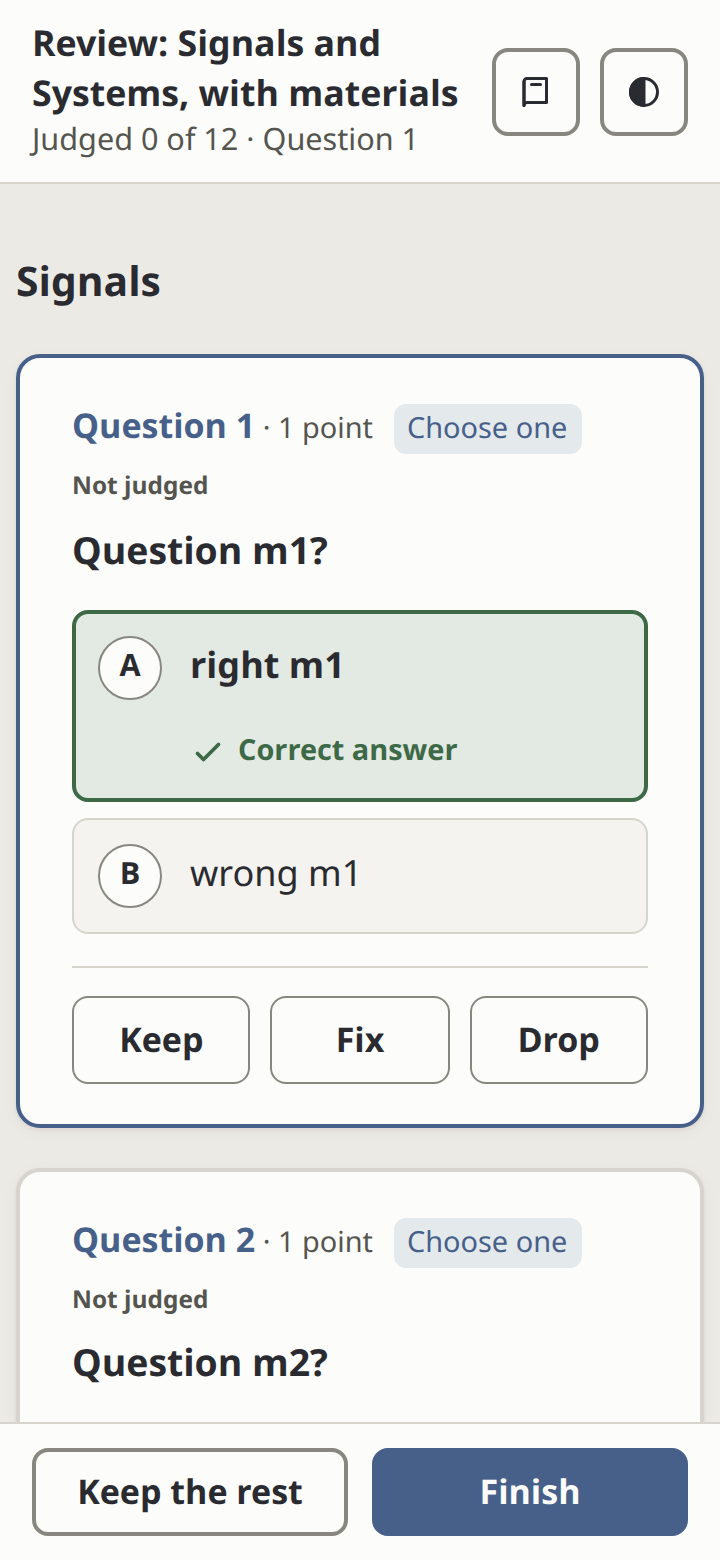 Review: Signals and
Systems, with materials
Judged 0 of 12 · Question 1
Signals
Question 1 · 1 point Choose one
Not judged
Question m1?
A right m1
Correct answer
B wrong m1
Keep Fix Drop
Question 2 · 1 point Choose one
Not judged
Question m2?
Keep the rest Finish